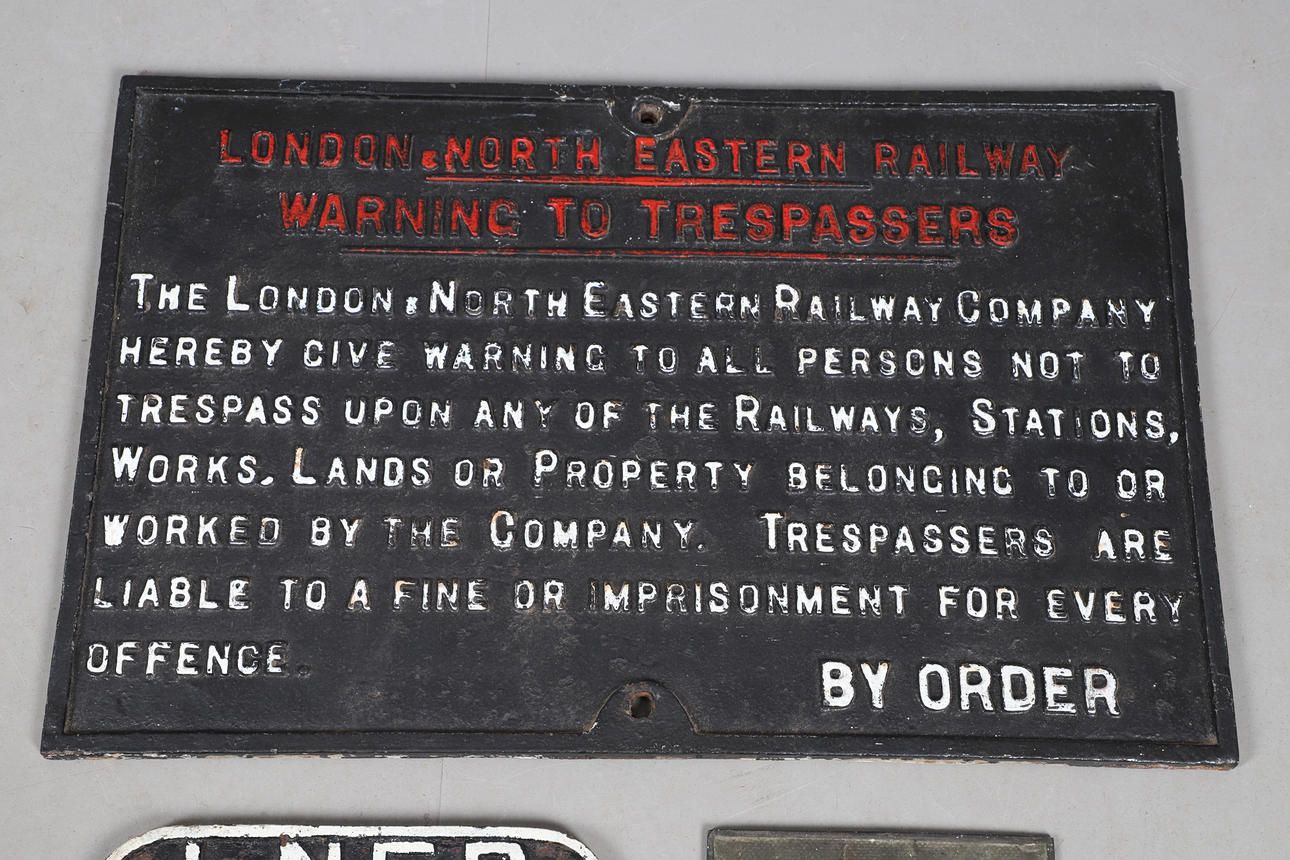 LONDON & NORTH EASTERN RAILWAY
WARNING TO TRESPASSERS
THE LONDON & NORTH EASTERN RAILWAY COMPANY
HEREBY GIVE WARNING TO ALL PERSONS NOT TO
TRESPASS UPON ANY OF THE RAILWAYS, STATIONS,
WORKS, LANDS OR PROPERTY BELONGING TO OR
WORKED BY THE COMPANY. TRESPASSERS ARE
LIABLE TO A FINE OR IMPRISONMENT FOR EVERY
OFFENCE.
BY ORDER
LNER